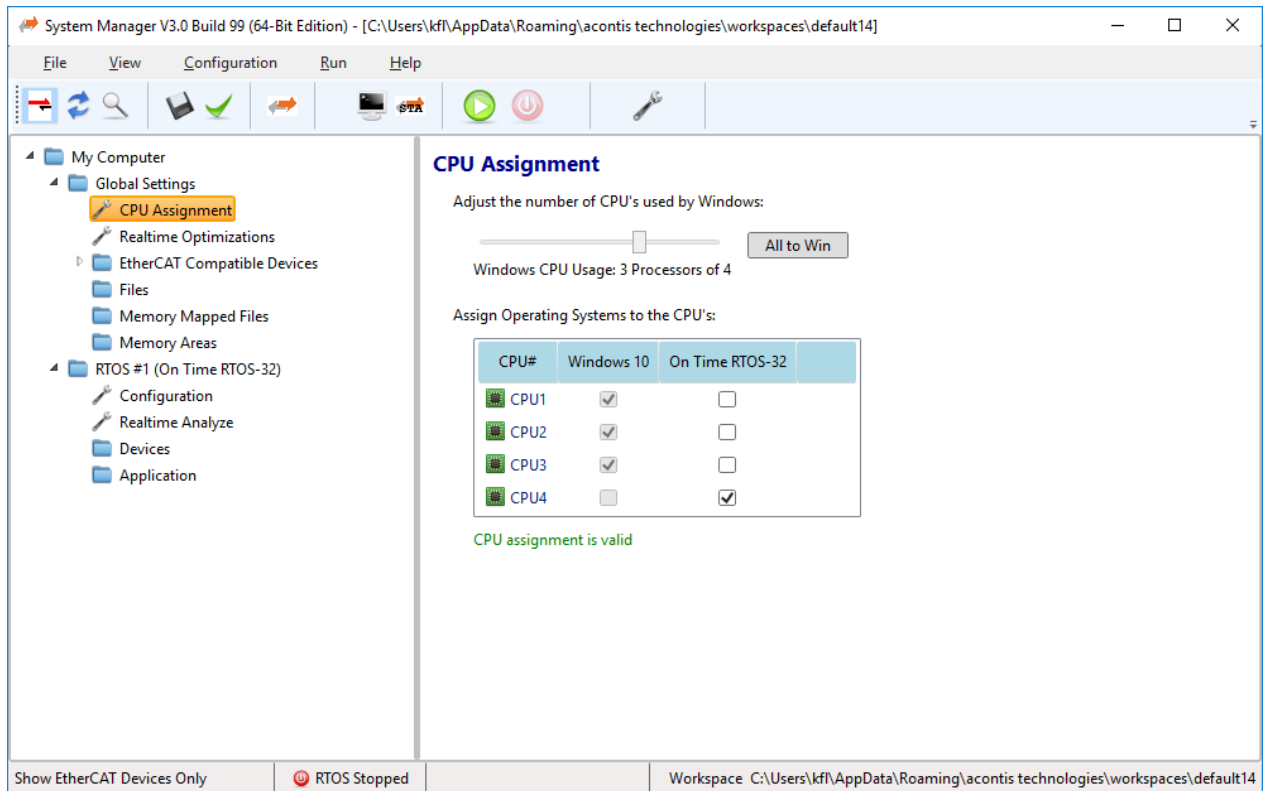 System Manager V3.0 Build 99 (64-Bit Edition) - [C:\Users\kfl\AppData\Roaming\acontis technologies\workspaces\default14]
File View Configuration Run Help
STA
My Computer
Global Settings
CPU Assignment
Realtime Optimizations
EtherCAT Compatible Devices
Files
Memory Mapped Files
Memory Areas
RTOS #1 (On Time RTOS-32)
Configuration
Realtime Analyze
Devices
Application
CPU Assignment
Adjust the number of CPU's used by Windows:
All to Win
Windows CPU Usage: 3 Processors of 4
Assign Operating Systems to the CPU's:
CPU# Windows 10 On Time RTOS-32
CPU1
CPU2
CPU3
CPU4
CPU assignment is valid
Show EtherCAT Devices Only RTOS Stopped Workspace C:\Users\kfl\AppData\Roaming\acontis technologies\workspaces\default14